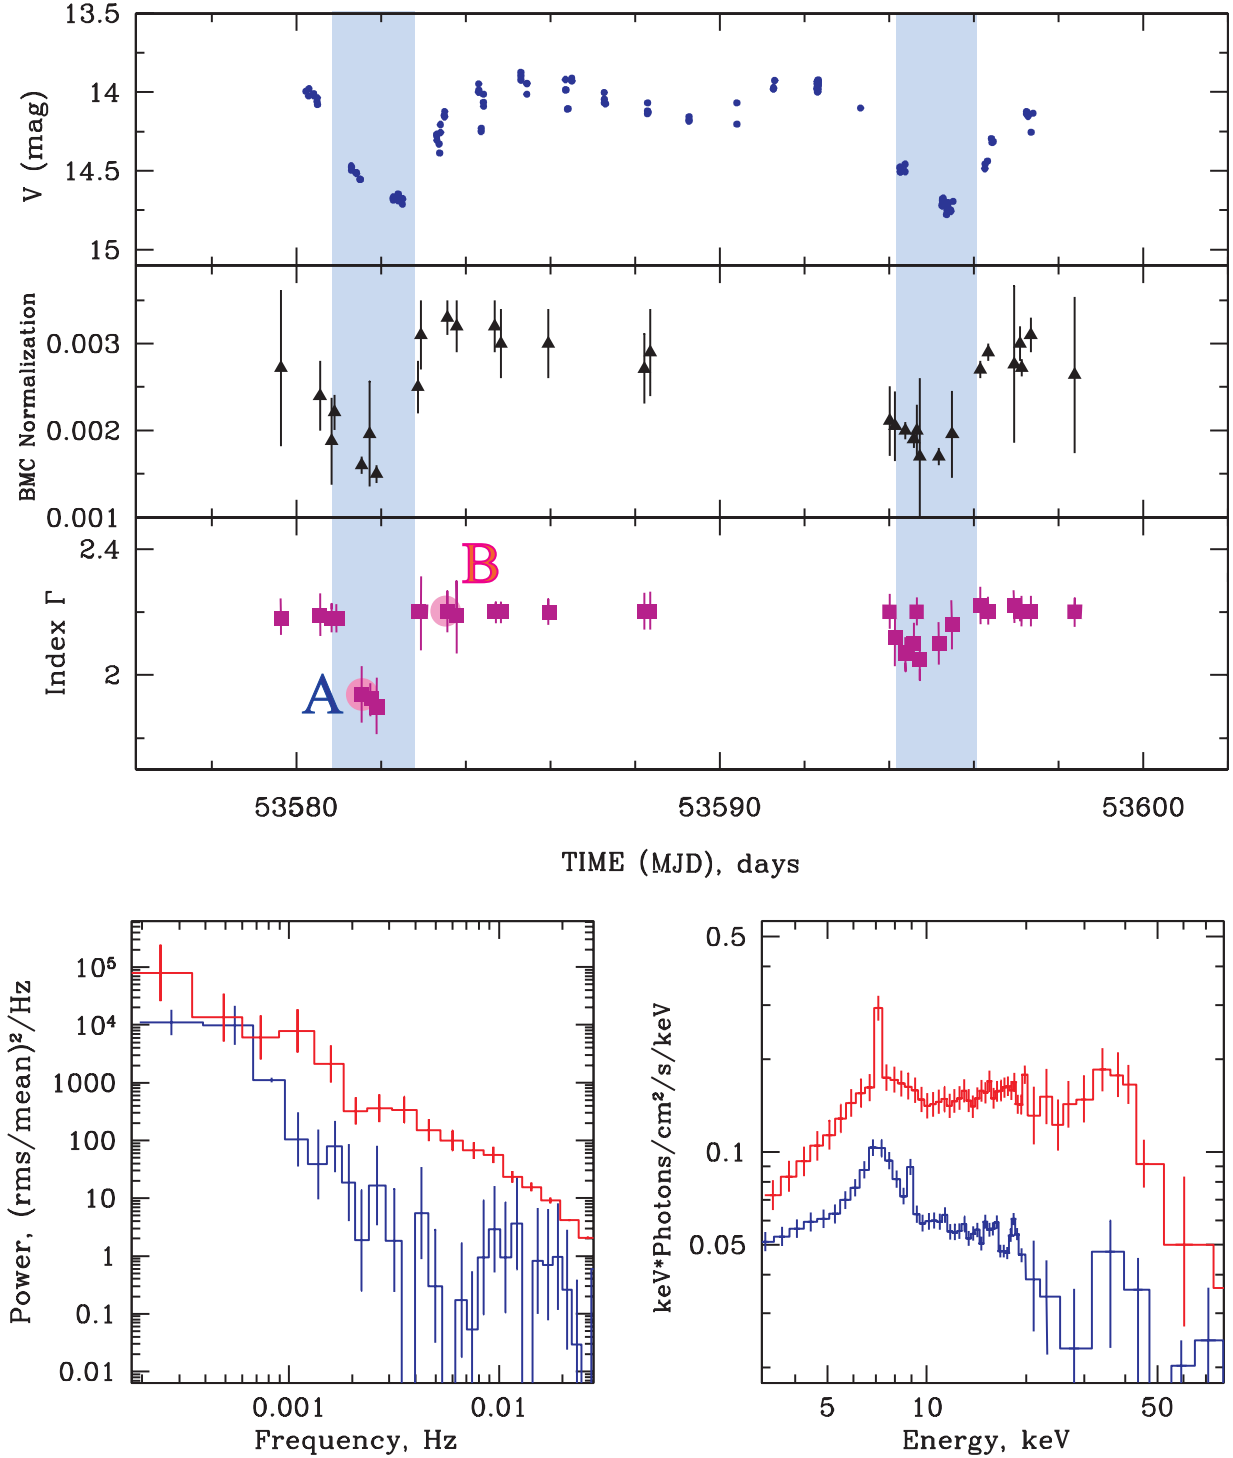 13.5
14
14.5
15
V (mag)
0.003
0.002
0.001
BMC Normalization
2.4
2
Index Γ
A
B
53580 53590 53600
TIME (MJD), days
10⁵
10⁴
1000
100
10
1
0.1
0.01
Power, (rms/mean)²/Hz
0.001 0.01
Frequency, Hz
0.5
0.1
0.05
keV*Photons/cm²/s/keV
5 10 50
Energy, keV